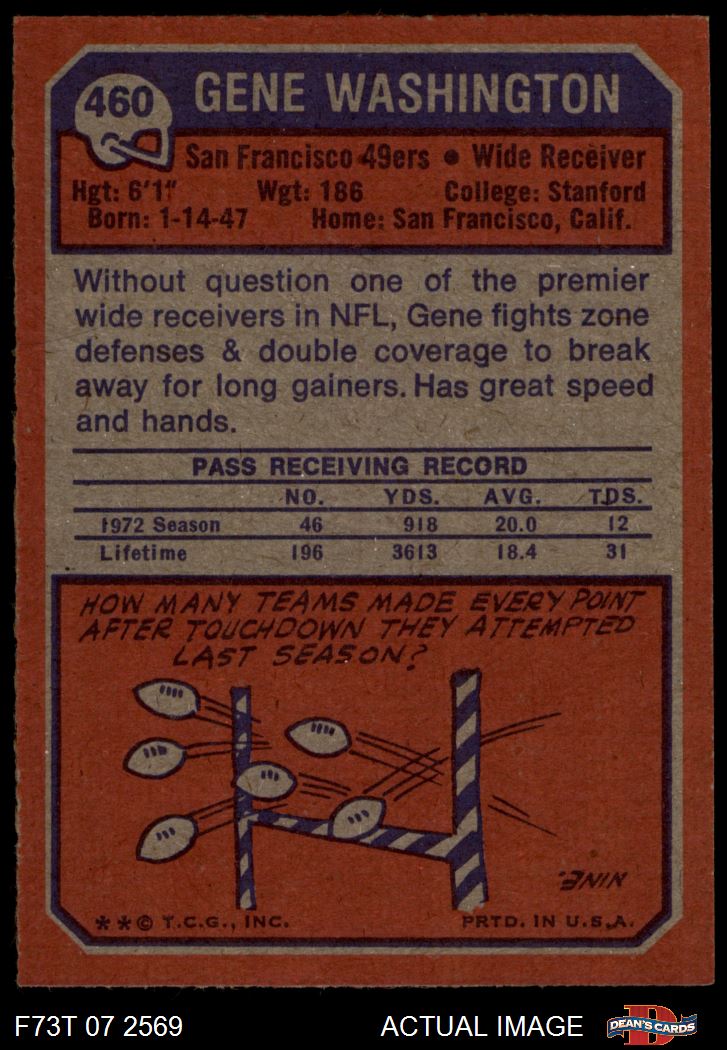 460
GENE WASHINGTON
San Francisco 49ers • Wide Receiver
Hgt: 6'1" Wgt: 186 College: Stanford
Born: 1-14-47 Home: San Francisco, Calif.
Without question one of the premier
wide receivers in NFL, Gene fights zone
defenses & double coverage to break
away for long gainers. Has great speed
and hands.
PASS RECEIVING RECORD
NO. YDS. AVG. TDS.
1972 Season 46 918 20.0 12
Lifetime 196 3613 18.4 31
HOW MANY TEAMS MADE EVERY POINT
AFTER TOUCHDOWN THEY ATTEMPTED
LAST SEASON?
NINE.
**© T.C.G., INC. PRTD. IN U.S.A.
F73T 07 2569 ACTUAL IMAGE
D
DEAN'S CARDS